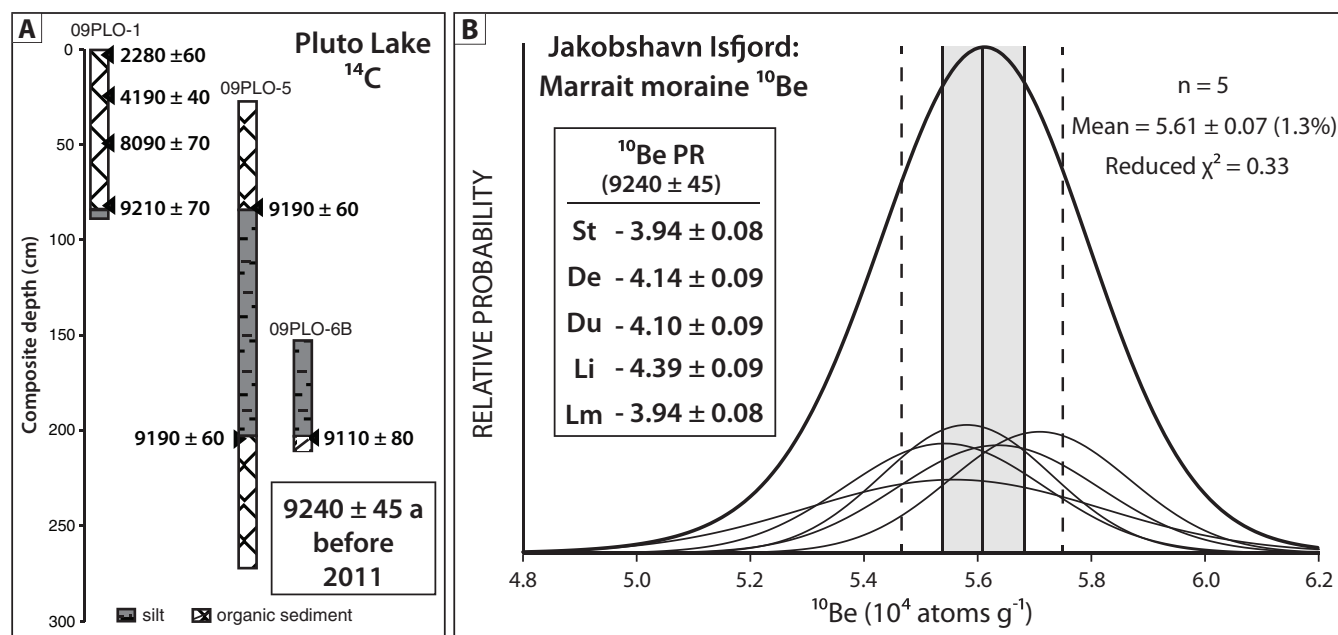 A
09PLO-1
Pluto Lake
¹⁴C
0
2280 ±60
4190 ± 40
09PLO-5
50
8090 ± 70
9210 ± 70
9190 ± 60
100
Composite depth (cm)
150
09PLO-6B
200
9190 ± 60
9110 ± 80
250
9240 ± 45 a
before
2011
300
silt
organic sediment
B
Jakobshavn Isfjord:
Marrait moraine ¹⁰Be
n = 5
Mean = 5.61 ± 0.07 (1.3%)
Reduced χ² = 0.33
¹⁰Be PR
(9240 ± 45)
St - 3.94 ± 0.08
De - 4.14 ± 0.09
Du - 4.10 ± 0.09
Li - 4.39 ± 0.09
Lm - 3.94 ± 0.08
RELATIVE PROBABILITY
4.8 5.0 5.2 5.4 5.6 5.8 6.0 6.2
¹⁰Be (10⁴ atoms g⁻¹)